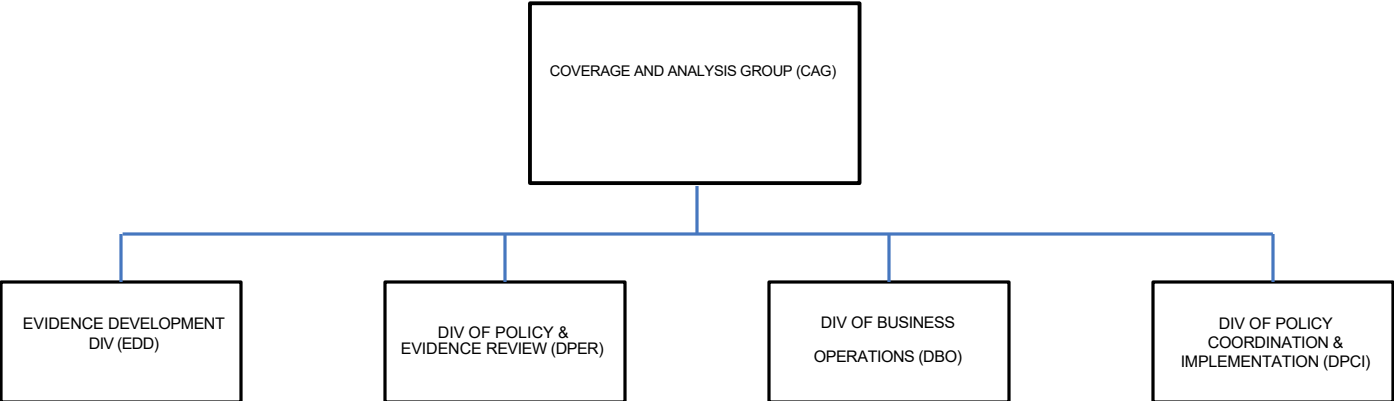 COVERAGE AND ANALYSIS GROUP (CAG)
EVIDENCE DEVELOPMENT
DIV (EDD)
DIV OF POLICY &
EVIDENCE REVIEW (DPER)
DIV OF BUSINESS
OPERATIONS (DBO)
DIV OF POLICY
COORDINATION &
IMPLEMENTATION (DPCI)